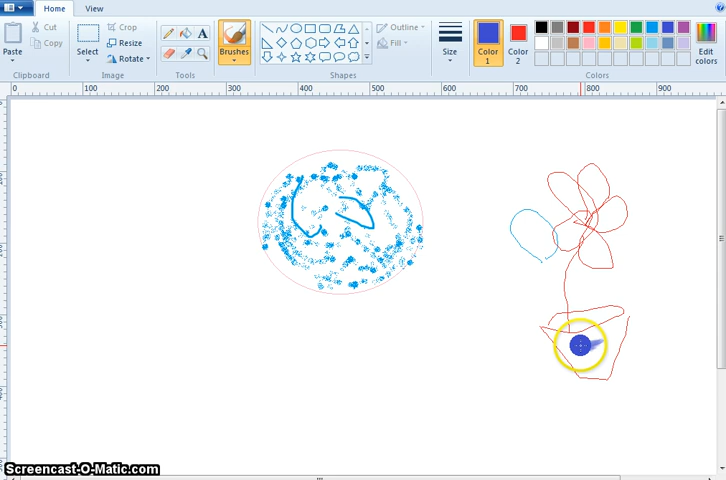 Home View
Cut
Copy
Paste
Clipboard
Select
Crop
Resize
Rotate
Image
A
Tools
Brushes
Outline
Fill
Shapes
Size
Color
1
Color
2
Edit
colors
Colors
0 100 200 300 400 500 600 700 800 900
Screencast-O-Matic.com